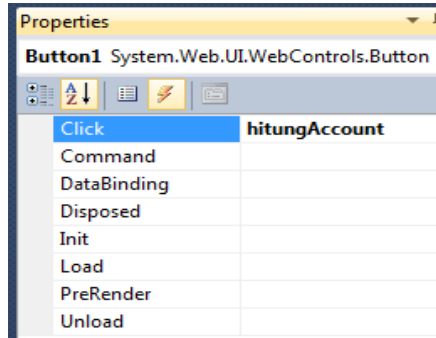 Properties
Button1 System.Web.UI.WebControls.Button
Click hitungAccount
Command
DataBinding
Disposed
Init
Load
PreRender
Unload